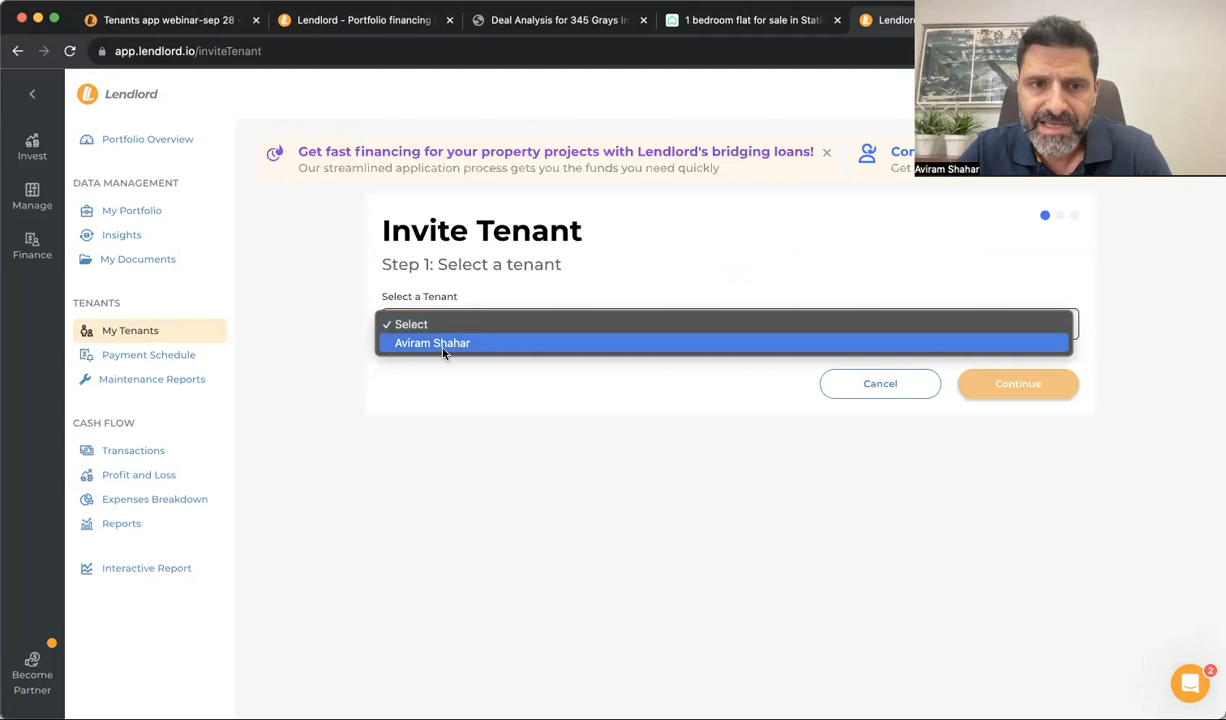 Tenants app webinar-sep 28 -
Lendlord - Portfolio financing
Deal Analysis for 345 Grays In
1 bedroom flat for sale in Stati
Lendlord
app.lendlord.io/inviteTenant
Aviram Shahar
Invest
Manage
Finance
Become
Partner
Lendlord
Portfolio Overview
DATA MANAGEMENT
My Portfolio
Insights
My Documents
TENANTS
My Tenants
Payment Schedule
Maintenance Reports
CASH FLOW
Transactions
Profit and Loss
Expenses Breakdown
Reports
Interactive Report
Get fast financing for your property projects with Lendlord's bridging loans!
Our streamlined application process gets you the funds you need quickly
Con
Get
Invite Tenant
Step 1: Select a tenant
Select a Tenant
✓ Select
Aviram Shahar
Cancel
Continue
2